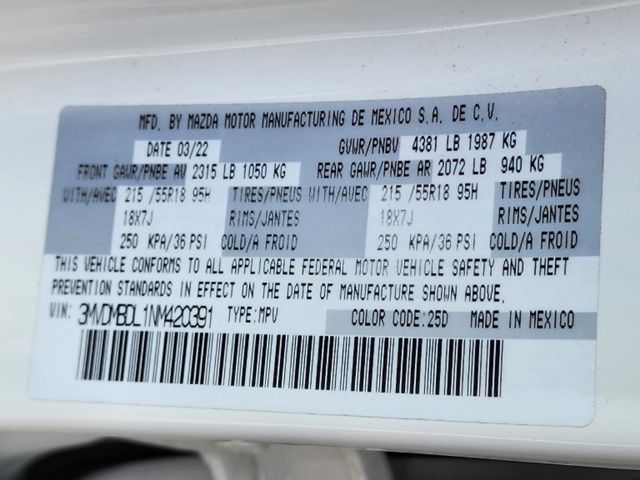 MFD. BY MAZDA MOTOR MANUFACTURING DE MEXICO S.A. DE C.V.
DATE 03/22 GVWR/PNBV 4381 LB 1987 KG
FRONT GAWR/PNBE AV 2315 LB 1050 KG REAR GAWR/PNBE AR 2072 LB 940 KG
WITH/AVEC 215 /55R18 95H TIRES/PNEUS WITH/AVEC 215 /55R18 95H TIRES/PNEUS
18X7J RIMS/JANTES 18X7J RIMS/JANTES
250 KPA/36 PSI COLD/A FROID 250 KPA/36 PSI COLD/A FROID
THIS VEHICLE CONFORMS TO ALL APPLICABLE FEDERAL MOTOR VEHICLE SAFETY AND THEFT
PREVENTION STANDARDS IN EFFECT ON THE DATE OF MANUFACTURE SHOWN ABOVE.
VIN: 3MVDMBDL1NM420391 TYPE:MPV COLOR CODE:25D MADE IN MEXICO